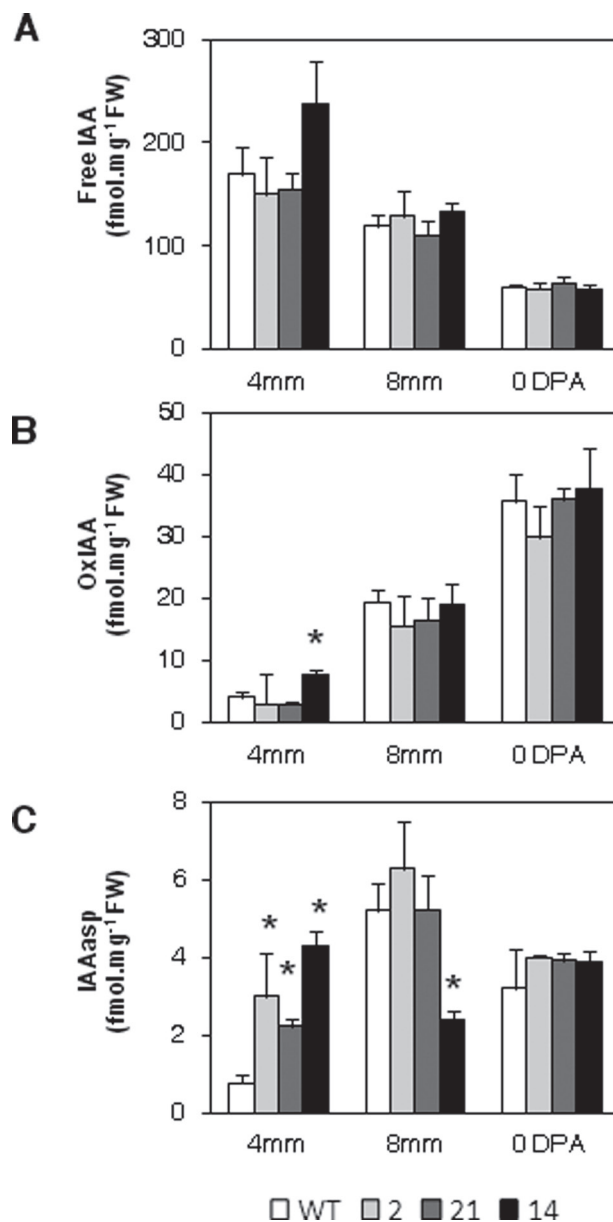 A
Free IAA
(fmol.mg⁻¹ FW)
300
200
100
0
4mm 8mm 0 DPA
B
OxIAA
(fmol.mg⁻¹ FW)
50
40
30
20
10
0
*
4mm 8mm 0 DPA
C
IAAasp
(fmol.mg⁻¹ FW)
8
6
4
2
0
* * * *
4mm 8mm 0 DPA
WT 2 21 14